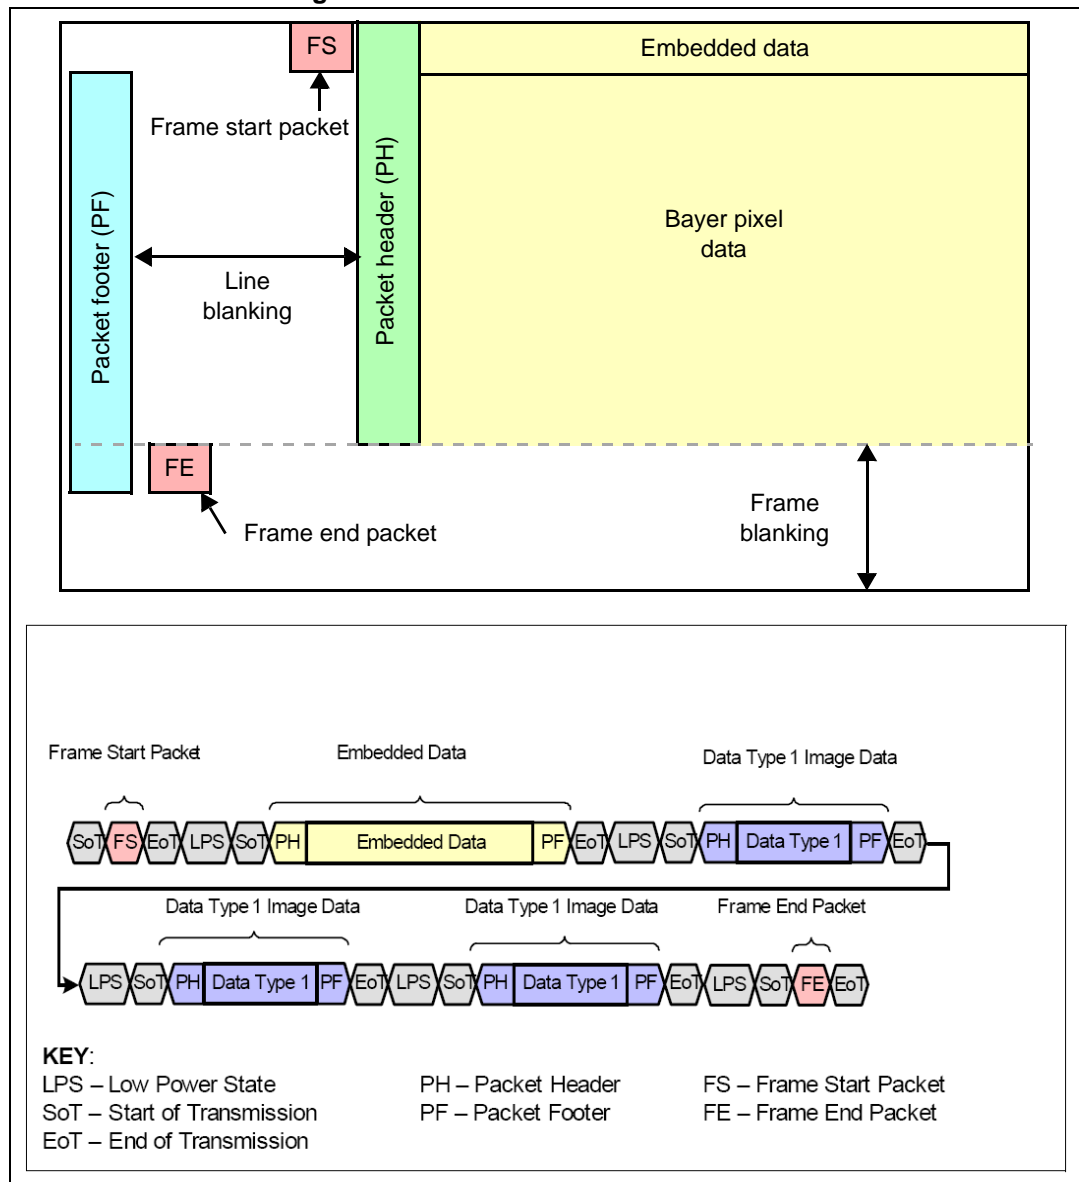 FS
Embedded data
Frame start packet
Packet footer (PF)
Packet header (PH)
Bayer pixel
data
Line
blanking
FE
Frame end packet
Frame
blanking
Frame Start Packet
Embedded Data
Data Type 1 Image Data
SoT FS EoT LPS SoT PH Embedded Data PF EoT LPS SoT PH Data Type 1 PF EoT
Data Type 1 Image Data
Data Type 1 Image Data
Frame End Packet
LPS SoT PH Data Type 1 PF EoT LPS SoT PH Data Type 1 PF EoT LPS SoT FE EoT
KEY:
LPS – Low Power State
PH – Packet Header
FS – Frame Start Packet
SoT – Start of Transmission
PF – Packet Footer
FE – Frame End Packet
EoT – End of Transmission